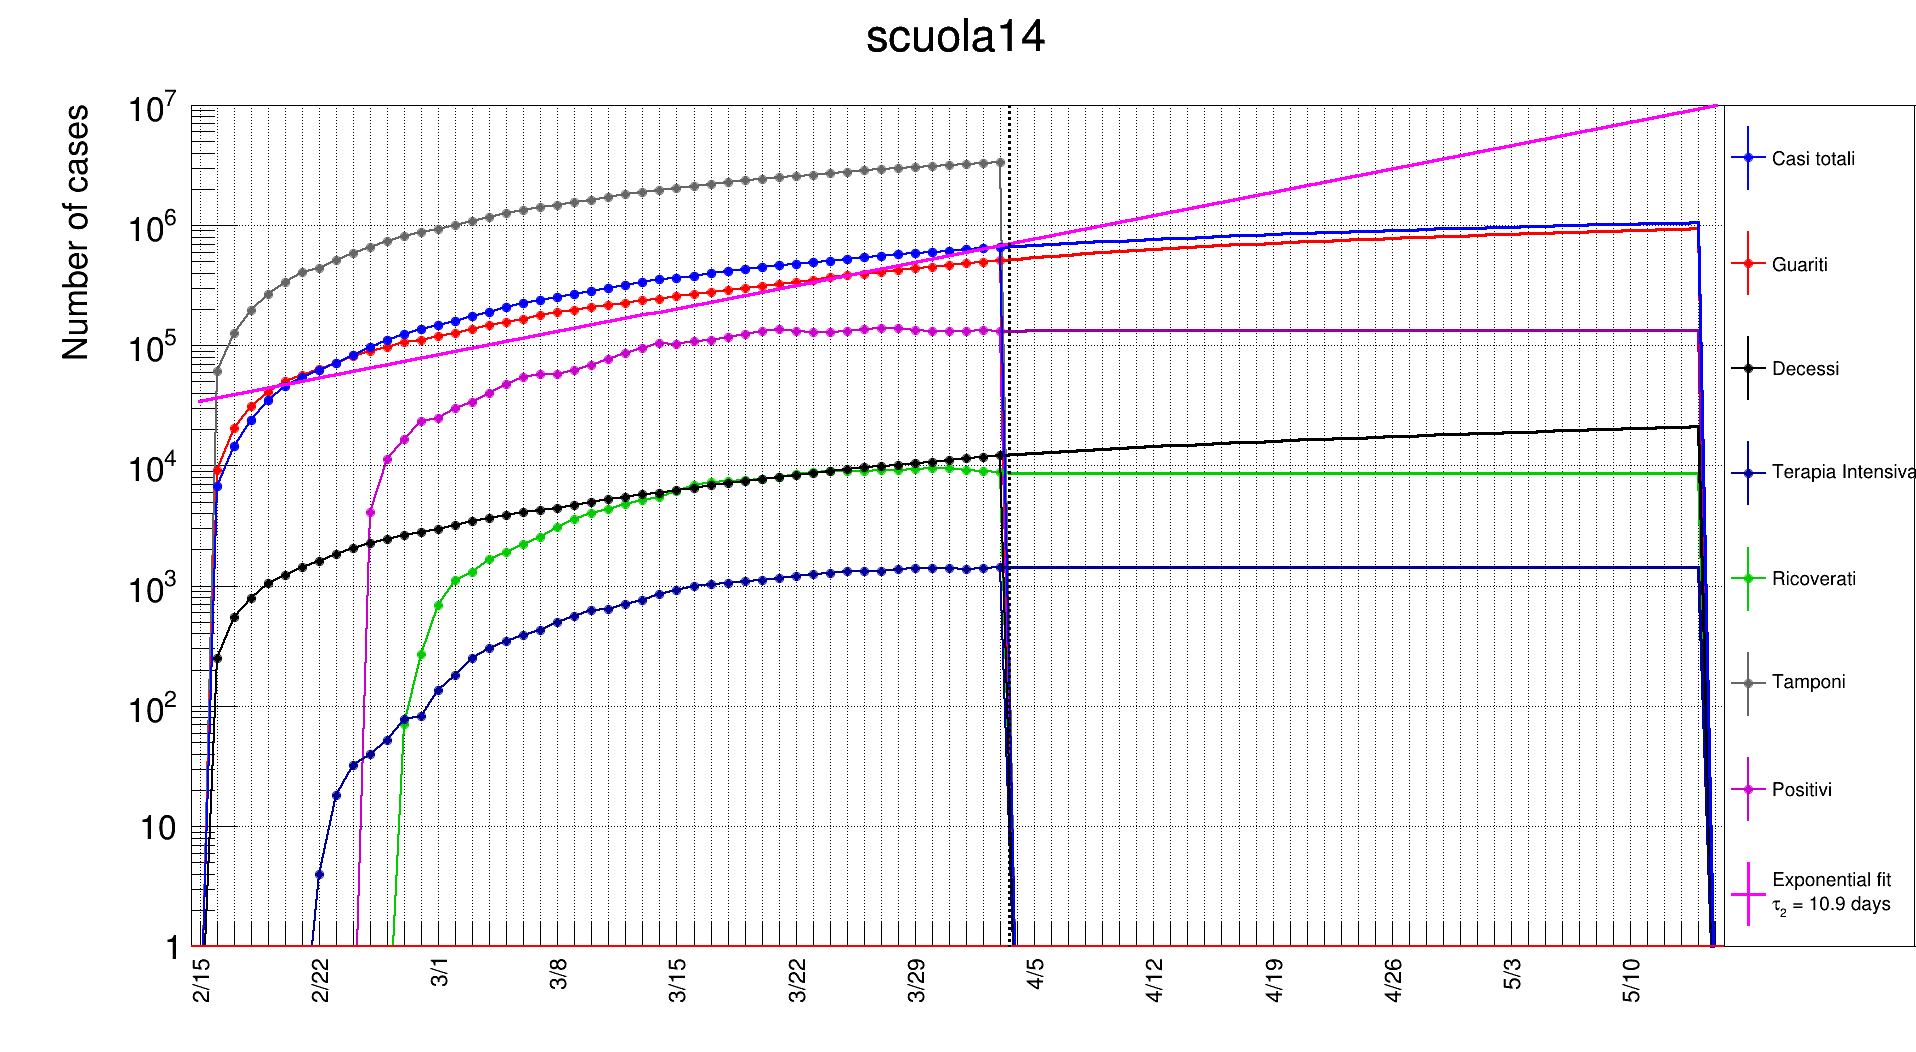 scuola14
Number of cases
10^7
10^6
10^5
10^4
10^3
10^2
10
1
2/15
2/22
3/1
3/8
3/15
3/22
3/29
4/5
4/12
4/19
4/26
5/3
5/10
Casi totali
Guariti
Decessi
Terapia Intensiva
Ricoverati
Tamponi
Positivi
Exponential fit
τ_2 = 10.9 days